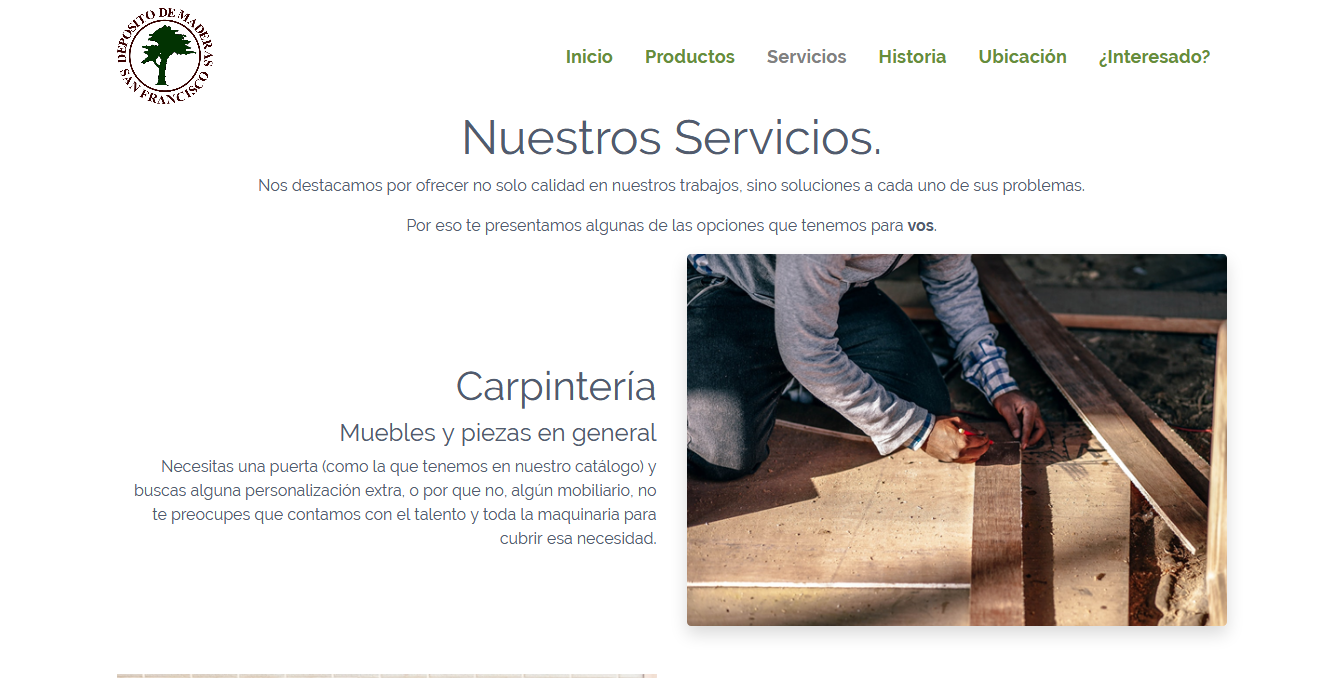 DEPOSITO DE MADERAS
SAN FRANCISCO
Inicio Productos Servicios Historia Ubicación ¿Interesado?
Nuestros Servicios.
Nos destacamos por ofrecer no solo calidad en nuestros trabajos, sino soluciones a cada uno de sus problemas.
Por eso te presentamos algunas de las opciones que tenemos para vos.
Carpintería
Muebles y piezas en general
Necesitas una puerta (como la que tenemos en nuestro catálogo) y
buscas alguna personalización extra, o por que no, algún mobiliario, no
te preocupes que contamos con el talento y toda la maquinaria para
cubrir esa necesidad.